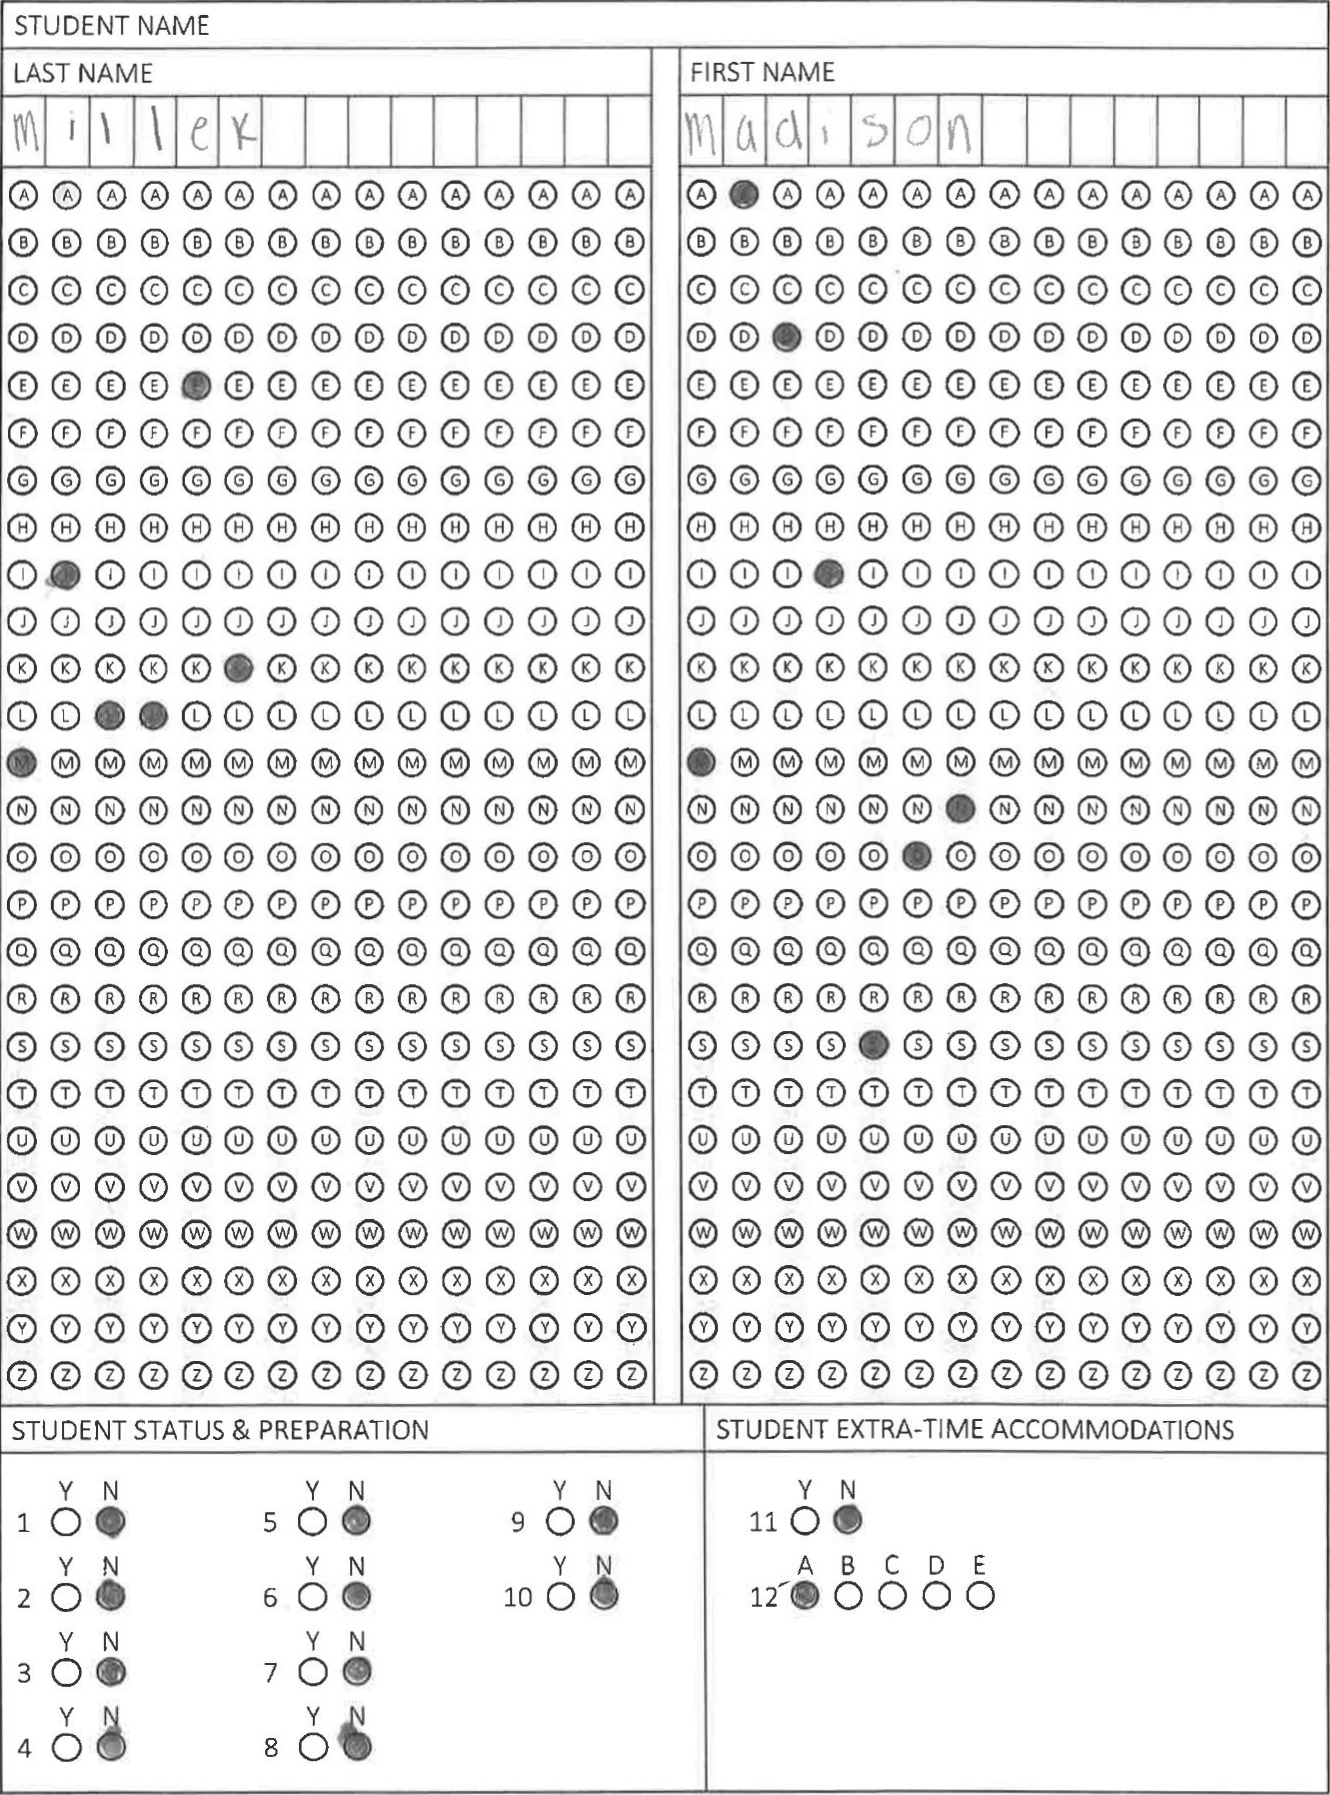 STUDENT NAME
LAST NAME
FIRST NAME
Millek
Madison
A A A A A A A A A A A A A A A A A A A A A A A A A A A A A A
B B B B B B B B B B B B B B B B B B B B B B B B B B B B B B
C C C C C C C C C C C C C C C C C C C C C C C C C C C C C C
D D D D D D D D D D D D D D D D D D D D D D D D D D D D D D
E E E E E E E E E E E E E E E E E E E E E E E E E E E E E E
F F F F F F F F F F F F F F F F F F F F F F F F F F F F F F
G G G G G G G G G G G G G G G G G G G G G G G G G G G G G G
H H H H H H H H H H H H H H H H H H H H H H H H H H H H H H
I I I I I I I I I I I I I I I I I I I I I I I I I I I I
J J J J J J J J J J J J J J J J J J J J J J J J J J J J J J
K K K K K K K K K K K K K K K K K K K K K K K K K K K K K
L L L L L L L L L L L L L L L L L L L L L L L L L L L L
M M M M M M M M M M M M M M M M M M M M M M M M M M M M M
N N N N N N N N N N N N N N N N N N N N N N N N N N N N N N
O O O O O O O O O O O O O O O O O O O O O O O O O O O O O O
P P P P P P P P P P P P P P P P P P P P P P P P P P P P P P
Q Q Q Q Q Q Q Q Q Q Q Q Q Q Q Q Q Q Q Q Q Q Q Q Q Q Q Q Q Q
R R R R R R R R R R R R R R R R R R R R R R R R R R R R R R
S S S S S S S S S S S S S S S S S S S S S S S S S S S S S S
T T T T T T T T T T T T T T T T T T T T T T T T T T T T T T
U U U U U U U U U U U U U U U U U U U U U U U U U U U U U U
V V V V V V V V V V V V V V V V V V V V V V V V V V V V V V
W W W W W W W W W W W W W W W W W W W W W W W W W W W W W W
X X X X X X X X X X X X X X X X X X X X X X X X X X X X X X
Y Y Y Y Y Y Y Y Y Y Y Y Y Y Y Y Y Y Y Y Y Y Y Y Y Y Y Y Y Y
Z Z Z Z Z Z Z Z Z Z Z Z Z Z Z Z Z Z Z Z Z Z Z Z Z Z Z Z Z Z
STUDENT STATUS & PREPARATION
Y N
1
Y N
2
Y N
3
Y N
4
Y N
5
Y N
6
Y N
7
Y N
8
Y N
9
Y N
10
STUDENT EXTRA-TIME ACCOMMODATIONS
Y N
11
A B C D E
12